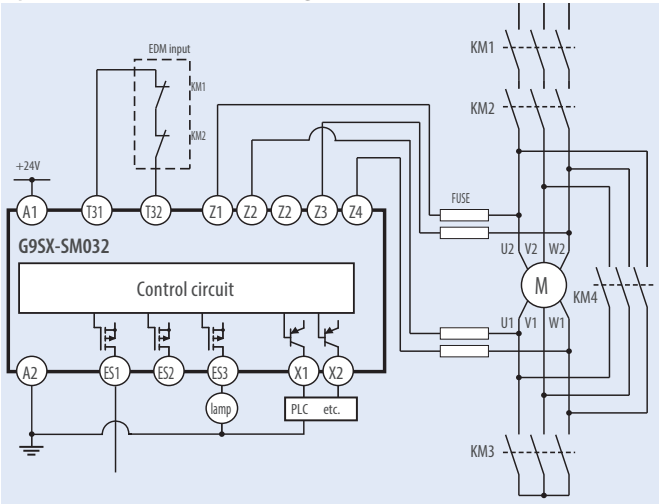 KM1
EDM input
KM1
KM2
KM2
+24V
FUSE
A1 T31 T32 Z1 Z2 Z2 Z3 Z4
G9SX-SM032
U2 V2 W2
Control circuit
M
KM4
U1 V1 W1
A2 ES1 ES2 ES3 X1 X2
lamp
PLC etc.
KM3